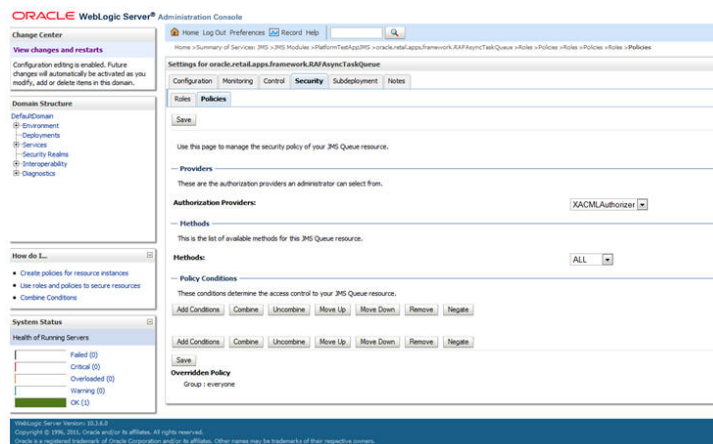 ORACLE WebLogic Server® Administration Console
Change Center
View changes and restarts
Configuration editing is enabled. Future
changes will automatically be activated as you
modify, add or delete items in this domain.
Domain Structure
DefaultDomain
Environment
Deployments
Services
Security Realms
Interoperability
Diagnostics
How do I...
Create policies for resource instances
Use roles and policies to secure resources
Combine Conditions
System Status
Health of Running Servers
Failed (0)
Critical (0)
Overloaded (0)
Warning (0)
OK (1)
Home Log Out Preferences Record Help
Home >Summary of Services: JMS >JMS Modules >PlatformTestAppJMS >oracle.retail.apps.framework.RAFAsyncTaskQueue >Roles >Policies >Roles >Policies >Roles >Policies
Settings for oracle.retail.apps.framework.RAFAsyncTaskQueue
Configuration Monitoring Control Security Subdeployment Notes
Roles Policies
Save
Use this page to manage the security policy of your JMS Queue resource.
Providers
These are the authorization providers an administrator can select from.
Authorization Providers: XACMLAuthorizer
Methods
This is the list of available methods for this JMS Queue resource.
Methods: ALL
Policy Conditions
These conditions determine the access control to your JMS Queue resource.
Add Conditions Combine Uncombine Move Up Move Down Remove Negate
Add Conditions Combine Uncombine Move Up Move Down Remove Negate
Save
Overridden Policy
Group : everyone
WebLogic Server Version: 10.3.6.0
Copyright © 1996, 2011, Oracle and/or its affiliates. All rights reserved.
Oracle is a registered trademark of Oracle Corporation and/or its affiliates. Other names may be trademarks of their respective owners.